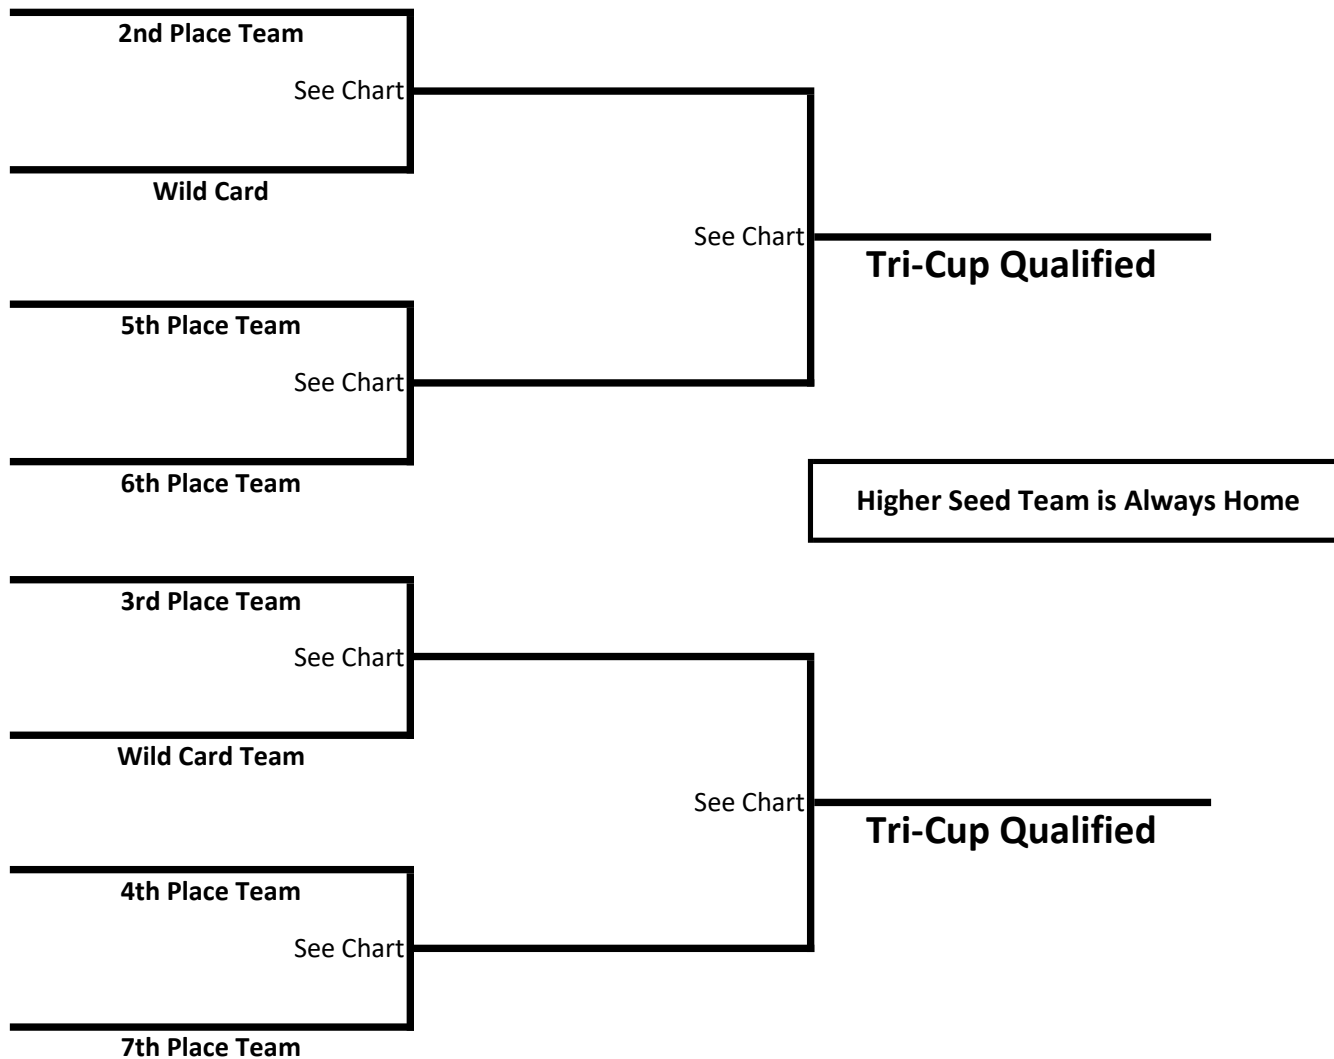 2nd Place Team
See Chart
Wild Card
See Chart
Tri-Cup Qualified
5th Place Team
See Chart
6th Place Team
Higher Seed Team is Always Home
3rd Place Team
See Chart
Wild Card Team
See Chart
Tri-Cup Qualified
4th Place Team
See Chart
7th Place Team